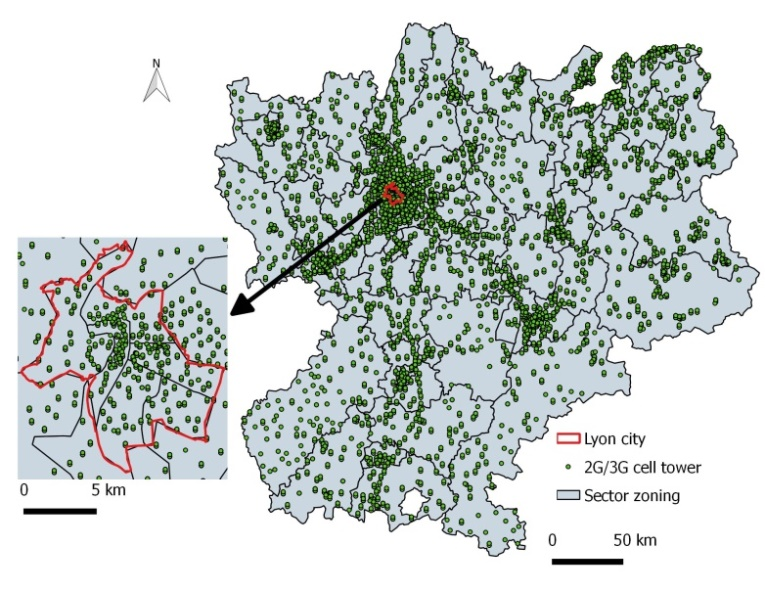 N
0 5 km
Lyon city
2G/3G cell tower
Sector zoning
0 50 km